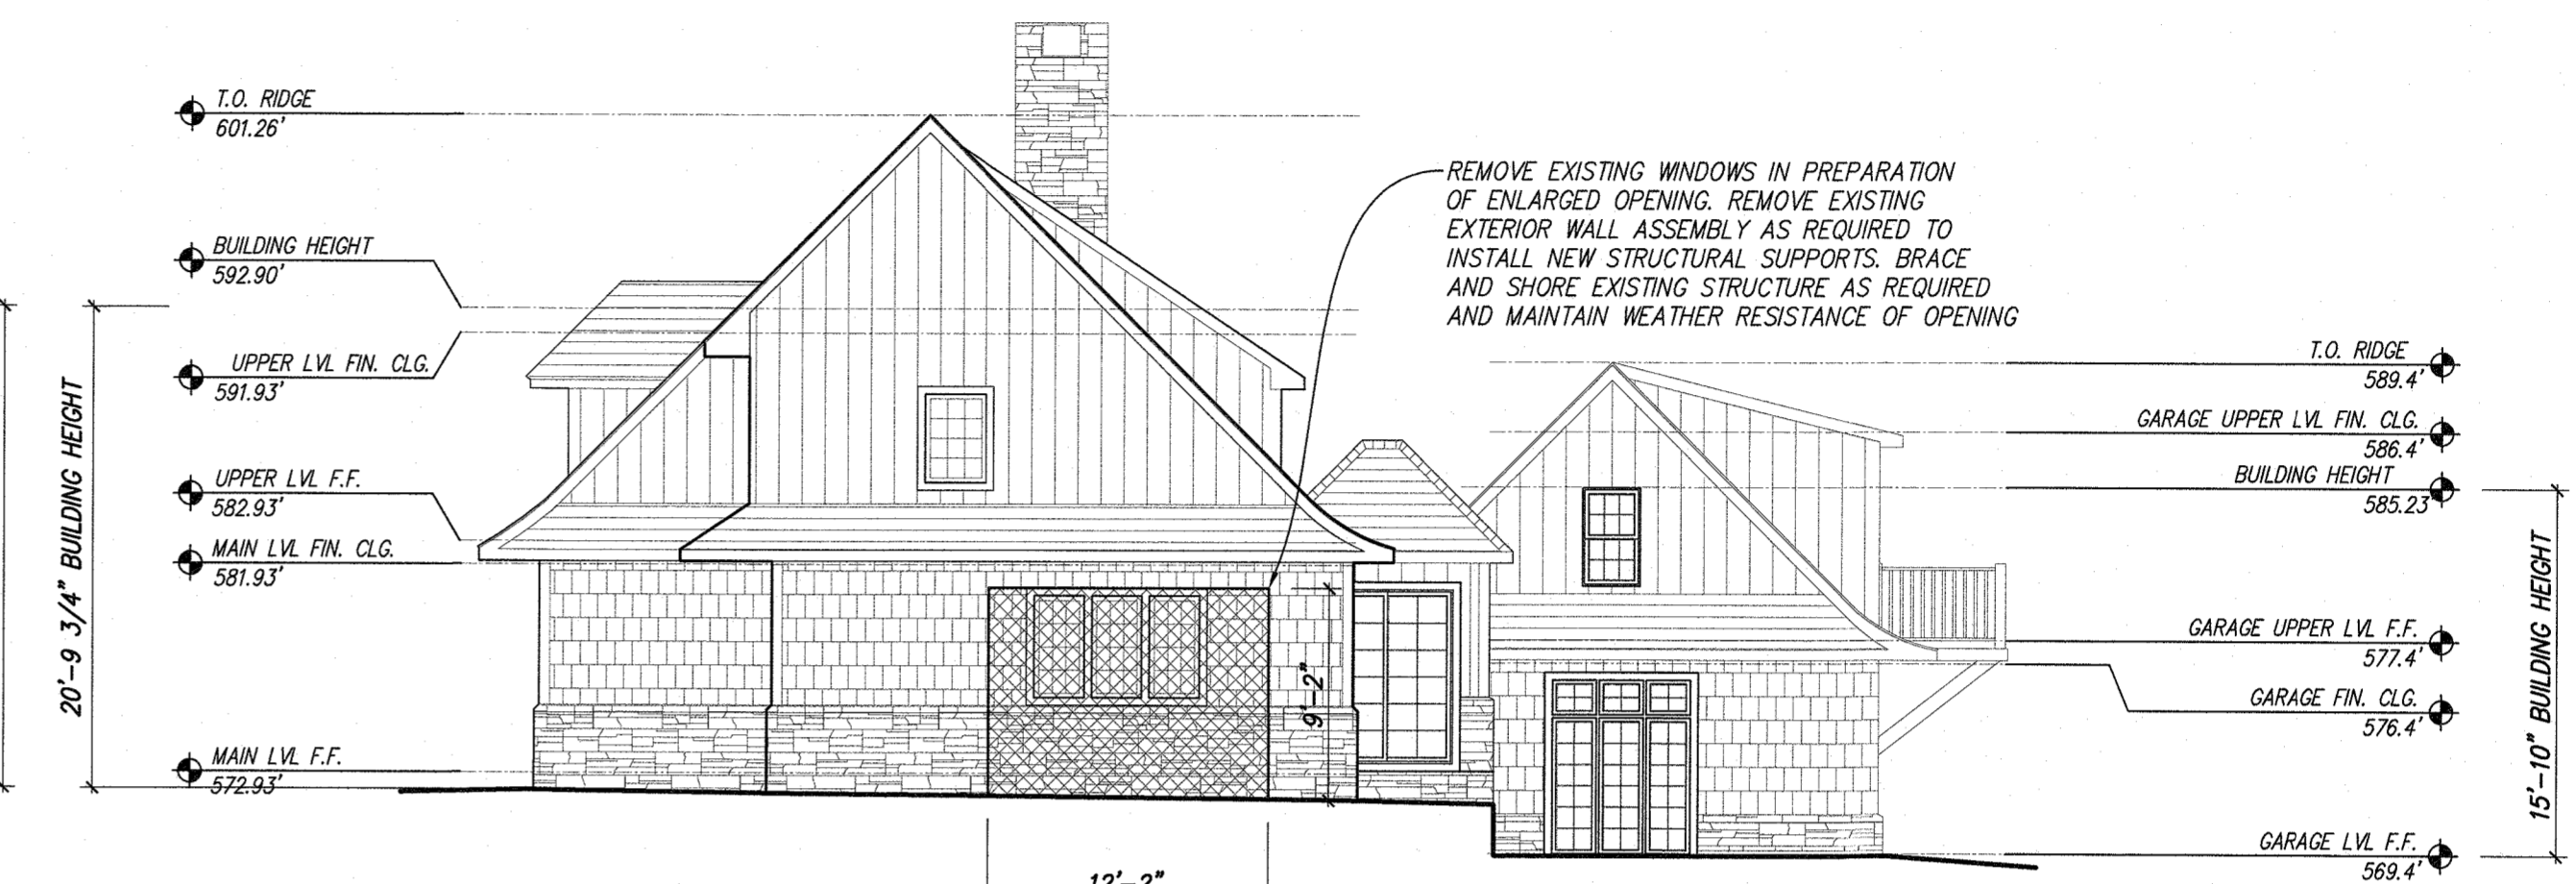 T.O. RIDGE
601.26'
BUILDING HEIGHT
592.90'
UPPER LVL FIN. CLG.
591.93'
UPPER LVL F.F.
582.93'
MAIN LVL FIN. CLG.
581.93'
MAIN LVL F.F.
572.93'
20'-9 3/4" BUILDING HEIGHT
REMOVE EXISTING WINDOWS IN PREPARATION
OF ENLARGED OPENING. REMOVE EXISTING
EXTERIOR WALL ASSEMBLY AS REQUIRED TO
INSTALL NEW STRUCTURAL SUPPORTS. BRACE
AND SHORE EXISTING STRUCTURE AS REQUIRED
AND MAINTAIN WEATHER RESISTANCE OF OPENING
9'-2"
12'-2"
T.O. RIDGE
589.4'
GARAGE UPPER LVL FIN. CLG.
586.4'
BUILDING HEIGHT
585.23'
GARAGE UPPER LVL F.F.
577.4'
GARAGE FIN. CLG.
576.4'
GARAGE LVL F.F.
569.4'
15'-10" BUILDING HEIGHT